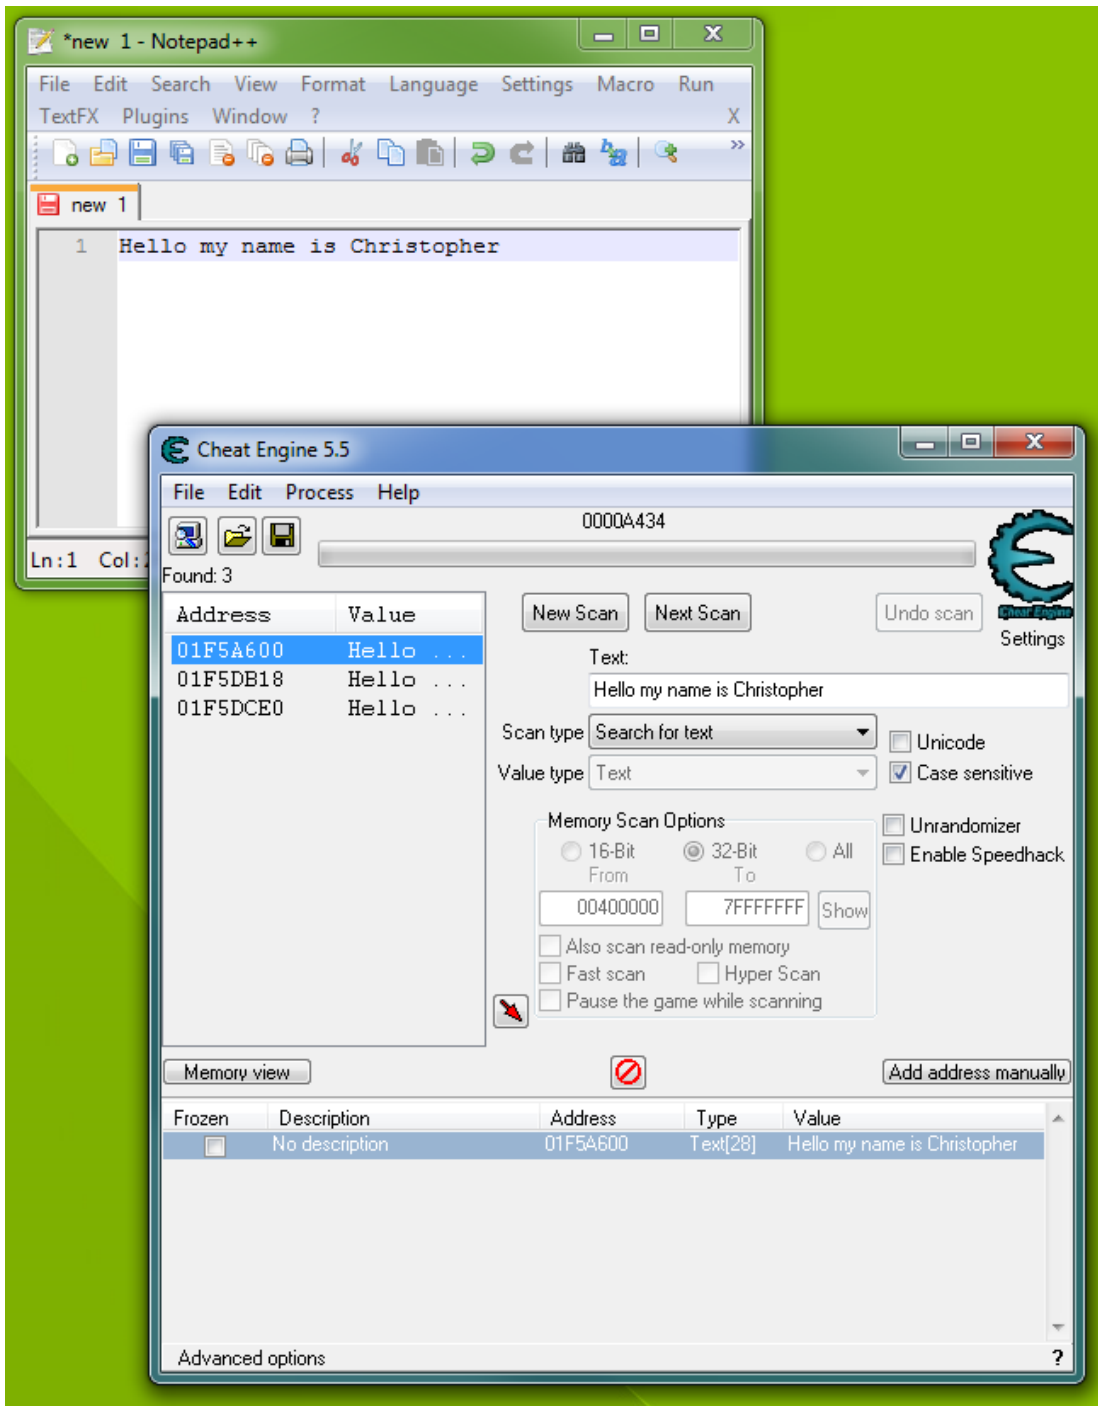 *new 1 - Notepad++
File Edit Search View Format Language Settings Macro Run
TextFX Plugins Window ? X
new 1
1 Hello my name is Christopher
Ln:1 Col:
Cheat Engine 5.5
File Edit Process Help
0000A434
Found: 3
Address Value
01F5A600 Hello ...
01F5DB18 Hello ...
01F5DCE0 Hello ...
New Scan Next Scan Undo scan
Cheat Engine
Settings
Text:
Hello my name is Christopher
Scan type Search for text
Unicode
Value type Text
Case sensitive
Memory Scan Options
16-Bit 32-Bit All
From To
00400000 7FFFFFFF Show
Also scan read-only memory
Fast scan Hyper Scan
Pause the game while scanning
Unrandomizer
Enable Speedhack
Memory view Add address manually
Frozen Description Address Type Value
No description 01F5A600 Text[28] Hello my name is Christopher
Advanced options ?